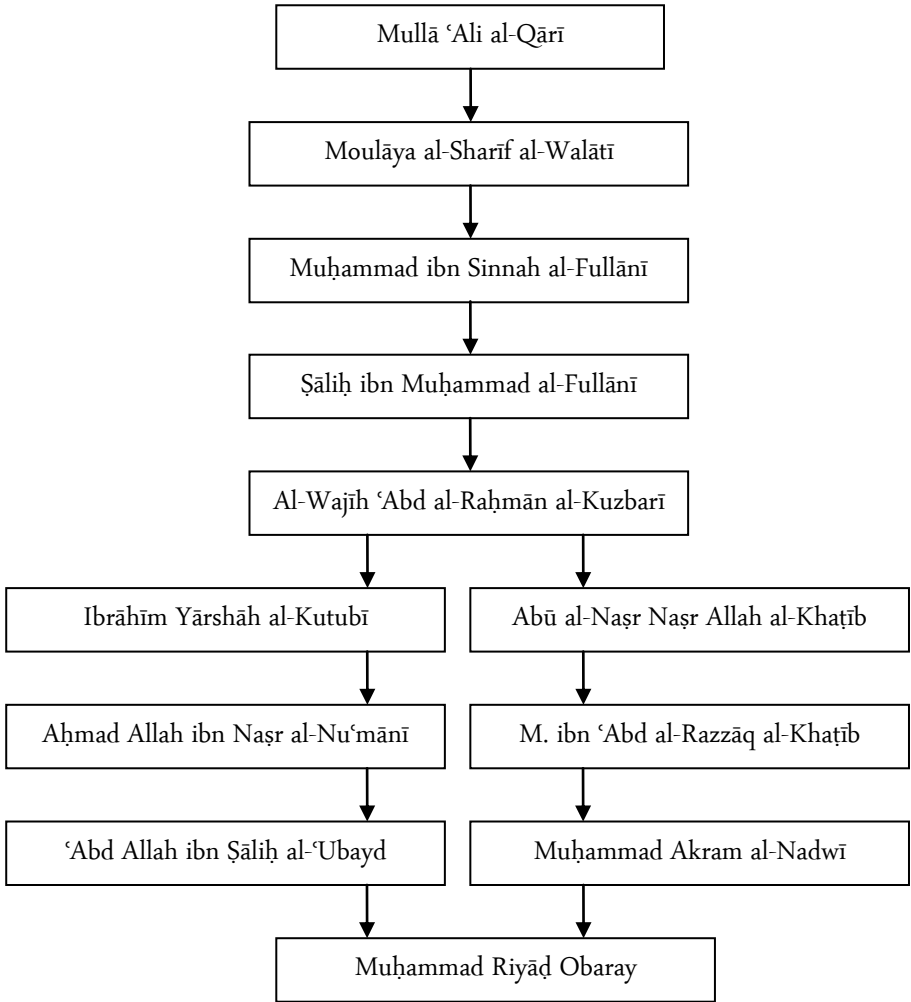 Mullā ʿAli al-Qārī
Moulāya al-Sharīf al-Walātī
Muḥammad ibn Sinnah al-Fullānī
Ṣāliḥ ibn Muḥammad al-Fullānī
Al-Wajīh ʿAbd al-Raḥmān al-Kuzbarī
Ibrāhīm Yārshāh al-Kutubī
Abū al-Naṣr Naṣr Allah al-Khaṭīb
Aḥmad Allah ibn Naṣr al-Nuʿmānī
M. ibn ʿAbd al-Razzāq al-Khaṭīb
ʿAbd Allah ibn Ṣāliḥ al-ʿUbayd
Muḥammad Akram al-Nadwī
Muḥammad Riyāḍ Obaray